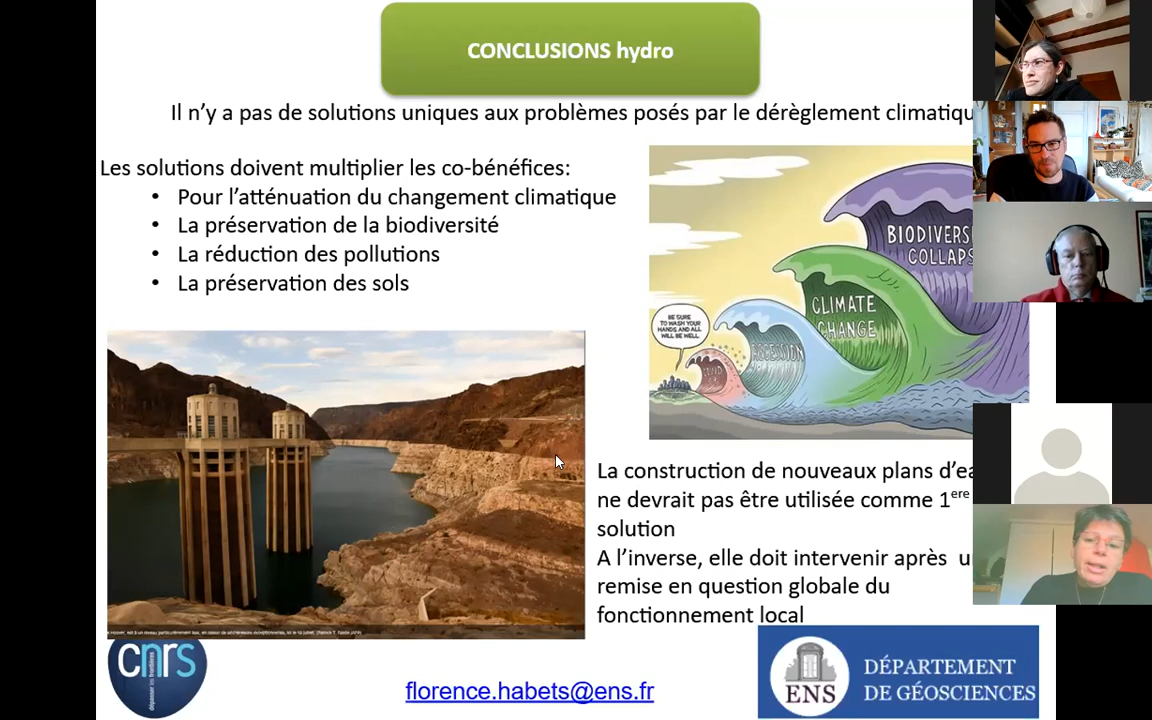 CONCLUSIONS hydro
Il n’y a pas de solutions uniques aux problèmes posés par le dérèglement climatiqu
Les solutions doivent multiplier les co-bénéfices:
• Pour l’atténuation du changement climatique
• La préservation de la biodiversité
• La réduction des pollutions
• La préservation des sols
BIODIVERS
COLLAPS
CLIMATE
CHANGE
BE SURE
TO WASH YOUR
HANDS AND ALL
WILL BE WELL.
RECESSION
COVID
La construction de nouveaux plans d’ea
ne devrait pas être utilisée comme 1ere
solution
A l’inverse, elle doit intervenir après u
remise en question globale du
fonctionnement local
cnrs
dépasser les frontières
florence.habets@ens.fr
ENS
DÉPARTEMENT
DE GÉOSCIENCES